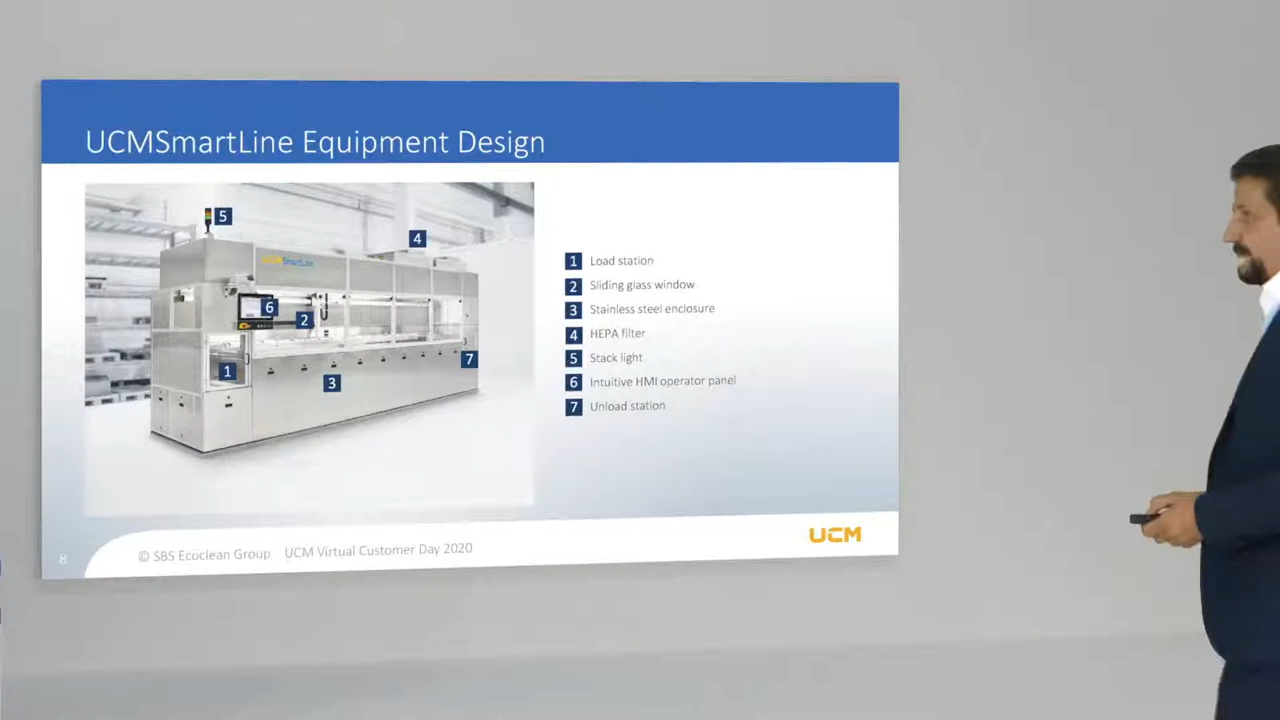 UCMSmartLine Equipment Design
5
4
UCMSmartLine
6
2
7
1
3
1 Load station
2 Sliding glass window
3 Stainless steel enclosure
4 HEPA filter
5 Stack light
6 Intuitive HMI operator panel
7 Unload station
8
© SBS Ecoclean Group UCM Virtual Customer Day 2020
UCM